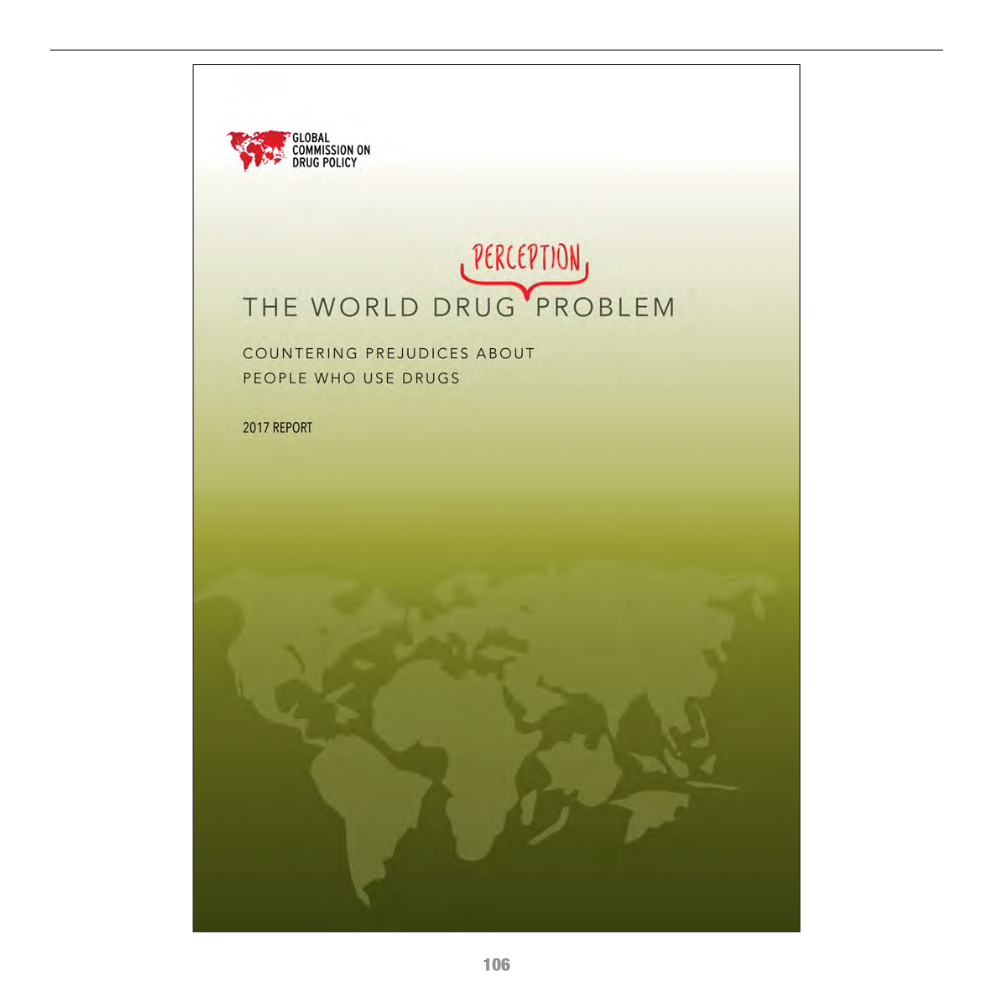 GLOBAL
COMMISSION ON
DRUG POLICY
PERCEPTION
THE WORLD DRUG PROBLEM
COUNTERING PREJUDICES ABOUT
PEOPLE WHO USE DRUGS
2017 REPORT
106